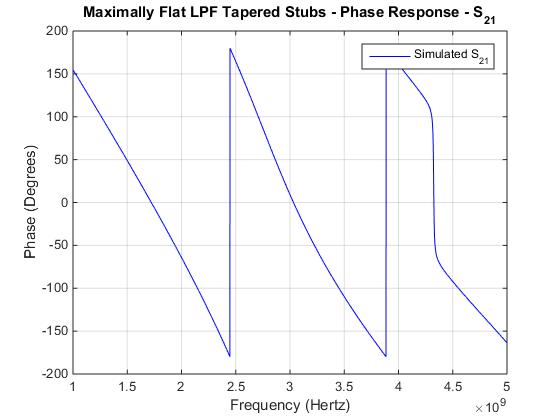 Maximally Flat LPF Tapered Stubs - Phase Response - S21
Simulated S21
Phase (Degrees)
200
150
100
50
0
-50
-100
-150
-200
1 1.5 2 2.5 3 3.5 4 4.5 5
Frequency (Hertz)
×10^9